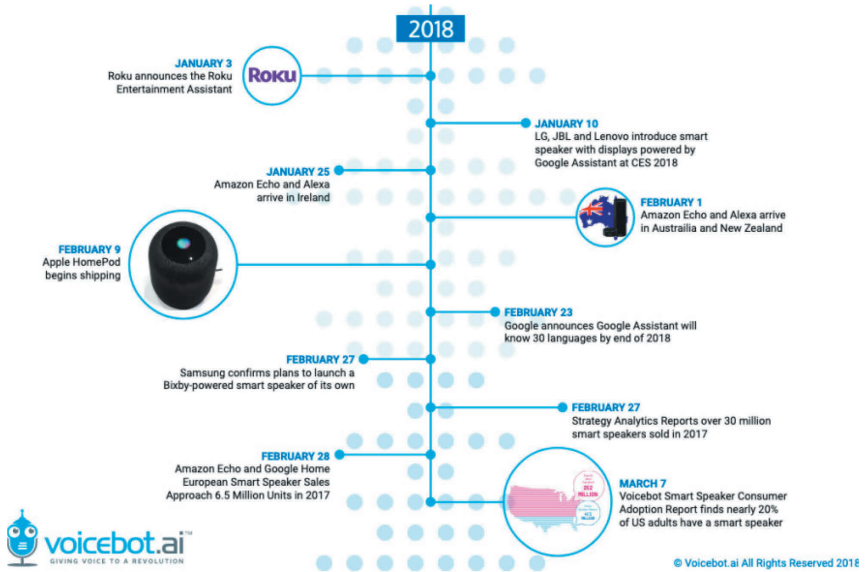 2018
JANUARY 3
Roku announces the Roku
Entertainment Assistant
ROKU
JANUARY 10
LG, JBL and Lenovo introduce smart
speaker with displays powered by
Google Assistant at CES 2018
JANUARY 25
Amazon Echo and Alexa
arrive in Ireland
FEBRUARY 1
Amazon Echo and Alexa arrive
in Austrailia and New Zealand
FEBRUARY 9
Apple HomePod
begins shipping
FEBRUARY 23
Google announces Google Assistant will
know 30 languages by end of 2018
FEBRUARY 27
Samsung confirms plans to launch a
Bixby-powered smart speaker of its own
FEBRUARY 27
Strategy Analytics Reports over 30 million
smart speakers sold in 2017
FEBRUARY 28
Amazon Echo and Google Home
European Smart Speaker Sales
Approach 6.5 Million Units in 2017
MILLION
MARCH 7
Voicebot Smart Speaker Consumer
Adoption Report finds nearly 20%
of US adults have a smart speaker
voicebot.ai™
GIVING VOICE TO A REVOLUTION
© Voicebot.ai All Rights Reserved 2018